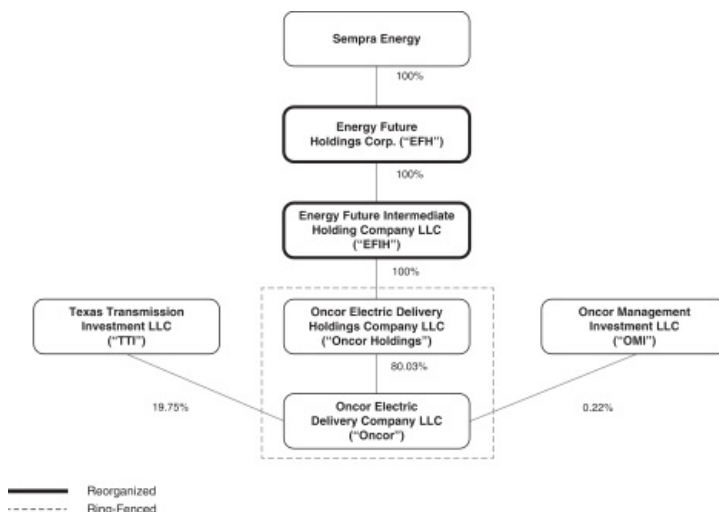 Sempra Energy
100%
Energy Future
Holdings Corp. (“EFH”)
100%
Energy Future Intermediate
Holding Company LLC
(“EFIH”)
100%
Texas Transmission
Investment LLC
(“TTI”)
Oncor Electric Delivery
Holdings Company LLC
(“Oncor Holdings”)
Oncor Management
Investment LLC
(“OMI”)
80.03%
19.75%
Oncor Electric
Delivery Company LLC
(“Oncor”)
0.22%
Reorganized
Ring-Fenced